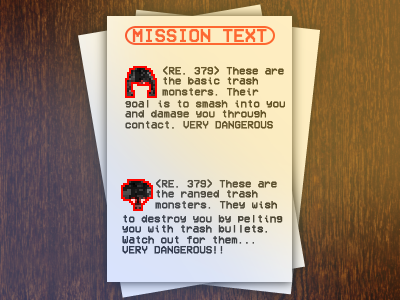 MISSION TEXT
<RE. 379> These are
the basic trash
monsters. Their
goal is to smash into you
and damage you through
contact. VERY DANGEROUS
<RE. 379> These are
the ranged trash
monsters. They wish
to destroy you by pelting
you with trash bullets.
Watch out for them...
VERY DANGEROUS!!